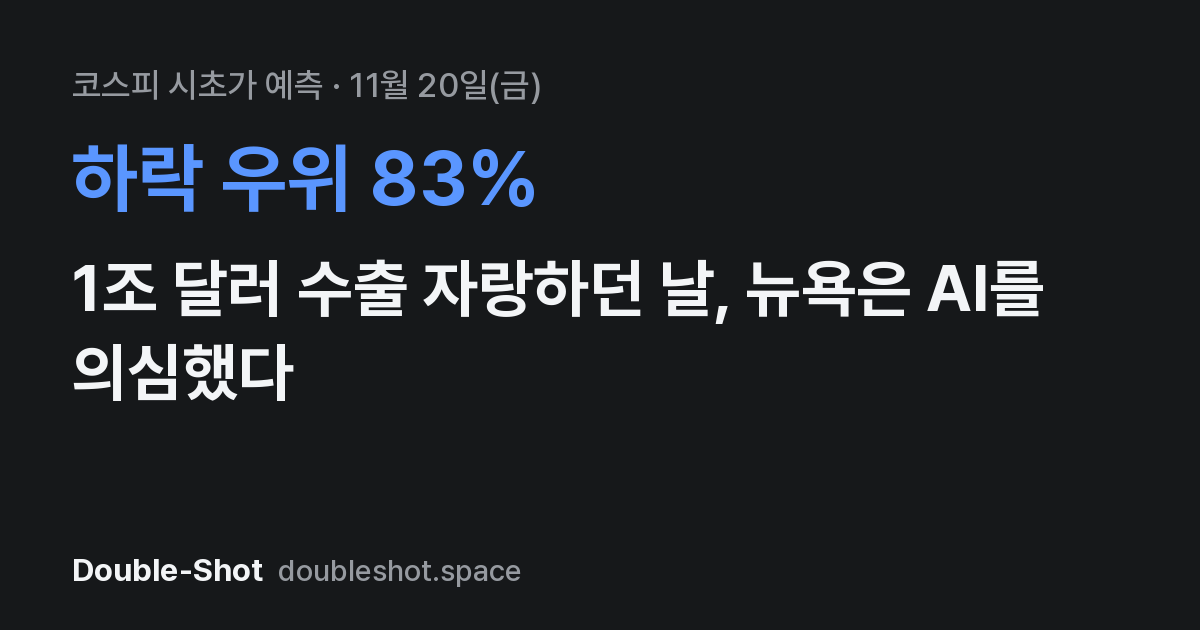 코스피 시초가 예측 · 11월 20일(금)
하락 우위 83%
1조 달러 수출 자랑하던 날, 뉴욕은 AI를
의심했다
Double-Shot doubleshot.space